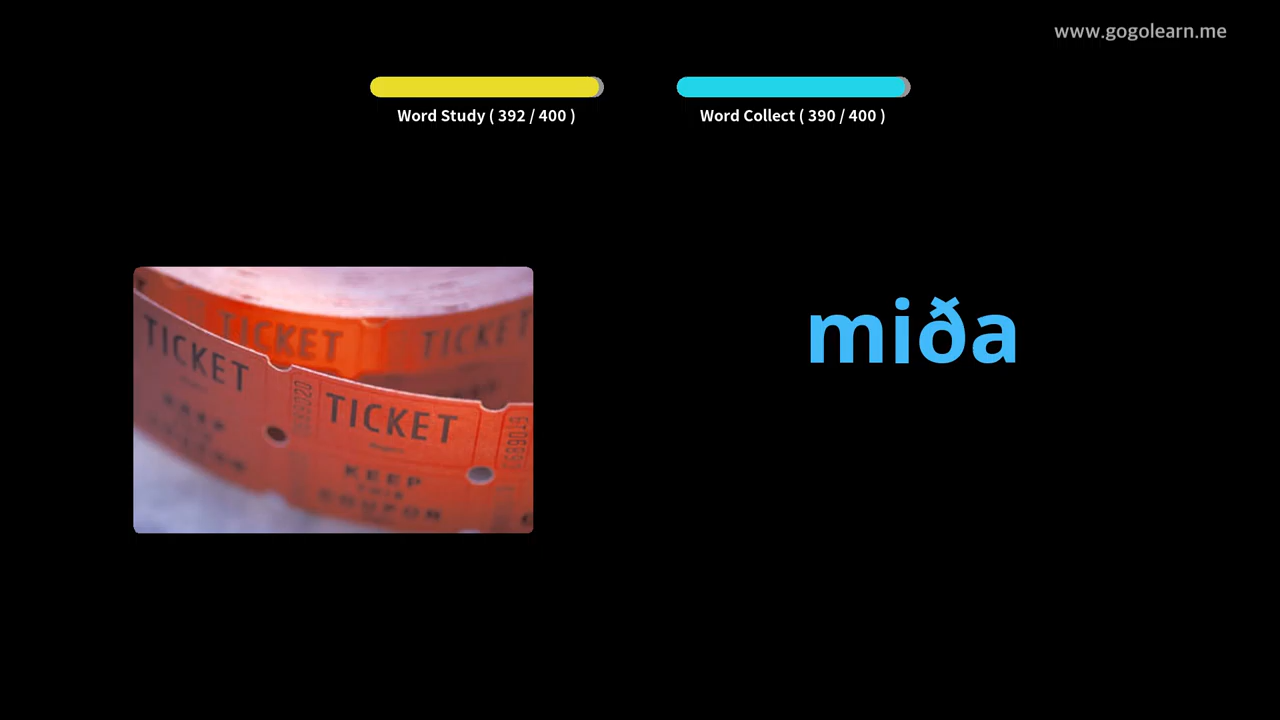 www.gogolearn.me
Word Study ( 392 / 400 )
Word Collect ( 390 / 400 )
miða
TICKET
TICKET
TICKET
TICKET
KEEP